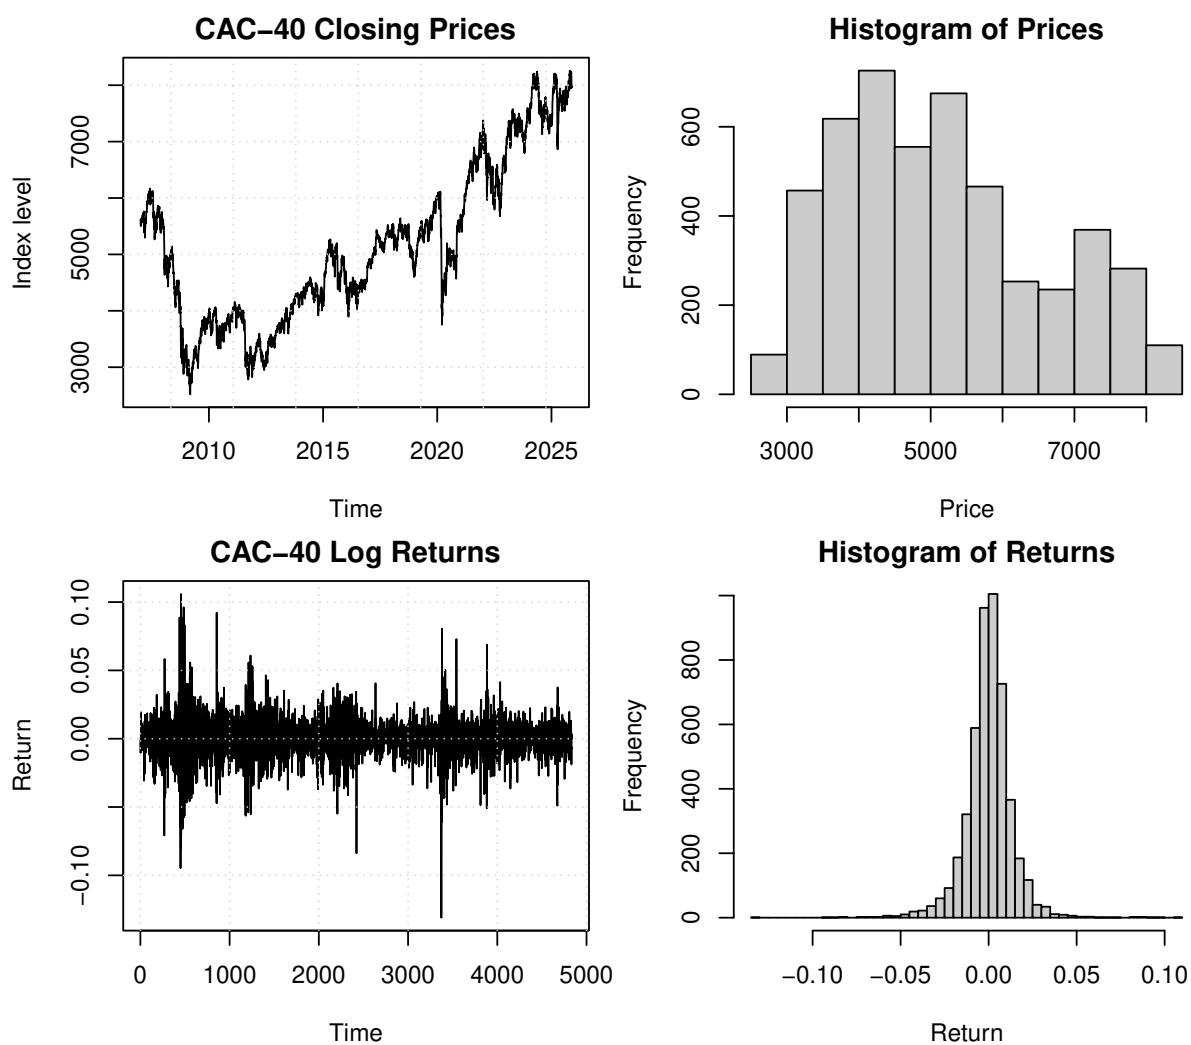 CAC−40 Closing Prices
Index level
7000
5000
3000
2010 2015 2020 2025
Time
Histogram of Prices
Frequency
600
400
200
0
3000 5000 7000
Price
CAC−40 Log Returns
Return
0.10
0.05
0.00
−0.10
0 1000 2000 3000 4000 5000
Time
Histogram of Returns
Frequency
800
600
400
200
0
−0.10 −0.05 0.00 0.05 0.10
Return